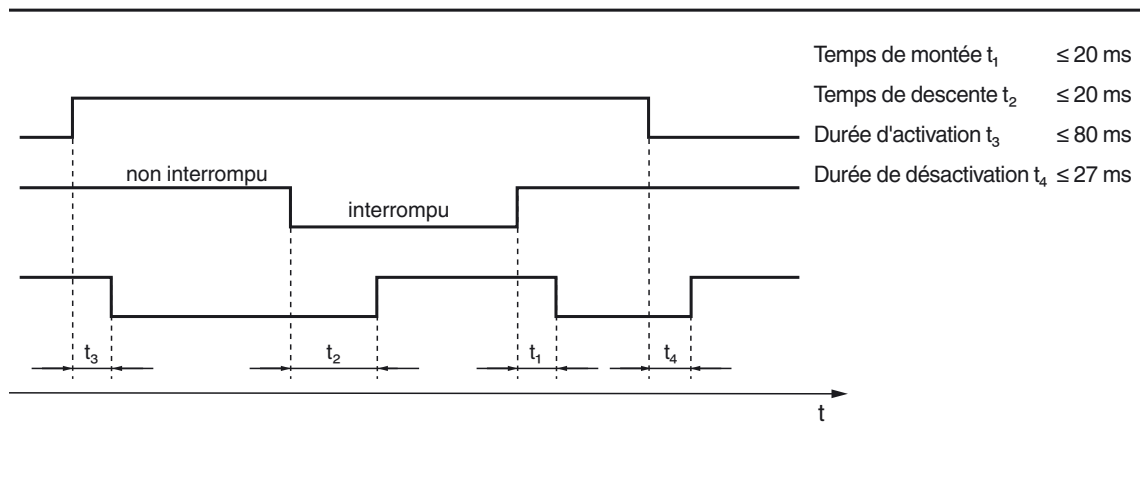 Temps de montée t₁ ≤ 20 ms
Temps de descente t₂ ≤ 20 ms
Durée d'activation t₃ ≤ 80 ms
Durée de désactivation t₄ ≤ 27 ms
non interrompu
interrompu
t₃ t₂ t₁ t₄
t